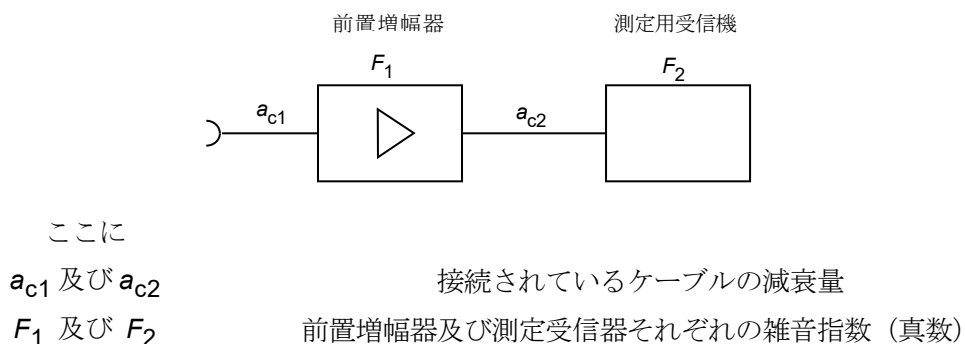 前置増幅器 測定用受信機
F1 F2
ac1 ac2
ここに
ac1 及び ac2 接続されているケーブルの減衰量
F1 及び F2 前置増幅器及び測定受信器それぞれの雑音指数（真数）